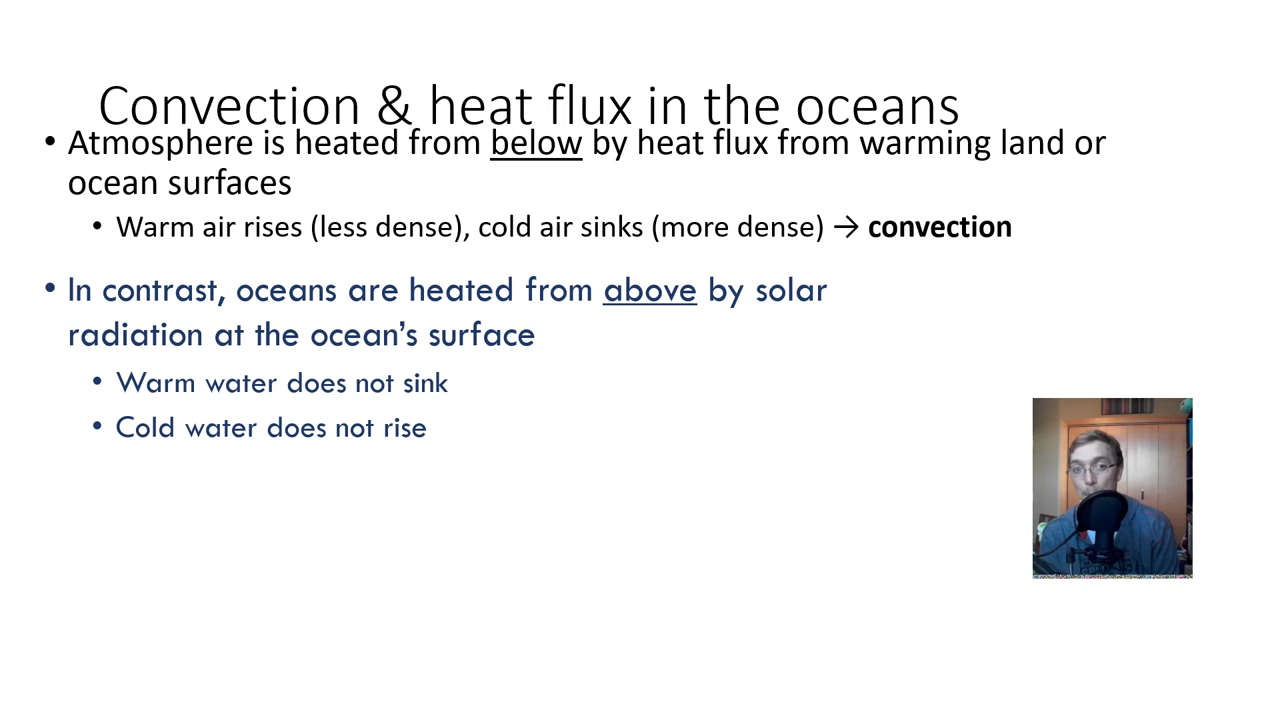 Convection & heat flux in the oceans
• Atmosphere is heated from below by heat flux from warming land or
ocean surfaces
• Warm air rises (less dense), cold air sinks (more dense) → convection
• In contrast, oceans are heated from above by solar
radiation at the ocean’s surface
• Warm water does not sink
• Cold water does not rise